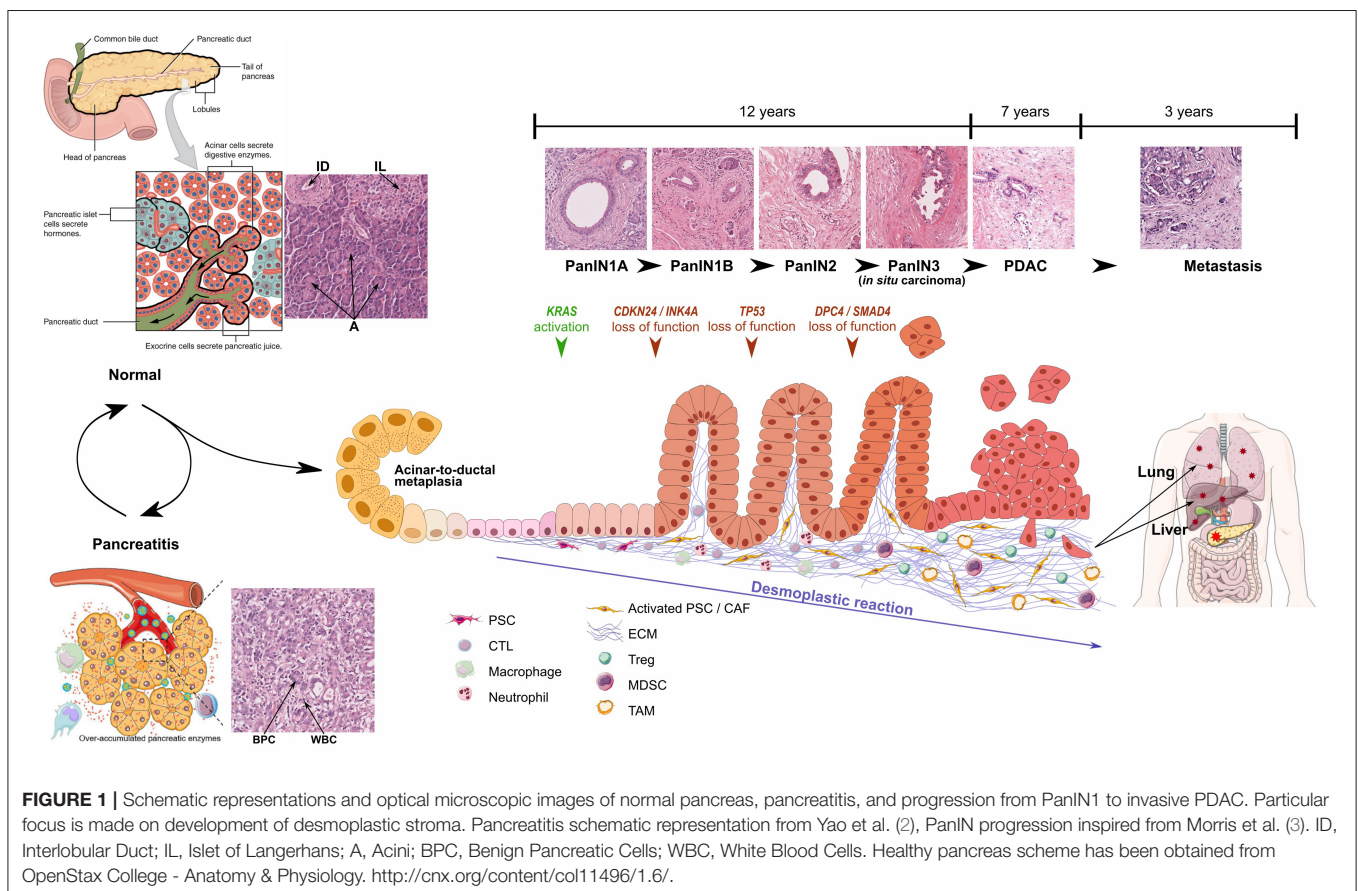 Common bile duct
Pancreatic duct
Tail of
pancreas
Lobules
Head of pancreas
Acinar cells secrete
digestive enzymes.
ID
IL
Pancreatic islet
cells secrete
hormones.
Pancreatic duct
A
Exocrine cells secrete pancreatic juice.
12 years
7 years
3 years
PanIN1A
PanIN1B
PanIN2
PanIN3
(in situ carcinoma)
PDAC
Metastasis
KRAS
activation
CDKN24 / INK4A
loss of function
TP53
loss of function
DPC4 / SMAD4
loss of function
Normal
Acinar-to-ductal
metaplasia
Pancreatitis
Lung
Liver
Desmoplastic reaction
PSC
CTL
Macrophage
Neutrophil
Activated PSC / CAF
ECM
Treg
MDSC
TAM
Over-accumulated pancreatic enzymes
BPC
WBC
FIGURE 1 | Schematic representations and optical microscopic images of normal pancreas, pancreatitis, and progression from PanIN1 to invasive PDAC. Particular
focus is made on development of desmoplastic stroma. Pancreatitis schematic representation from Yao et al. (2), PanIN progression inspired from Morris et al. (3). ID,
Interlobular Duct; IL, Islet of Langerhans; A, Acini; BPC, Benign Pancreatic Cells; WBC, White Blood Cells. Healthy pancreas scheme has been obtained from
OpenStax College - Anatomy & Physiology. http://cnx.org/content/col11496/1.6/.